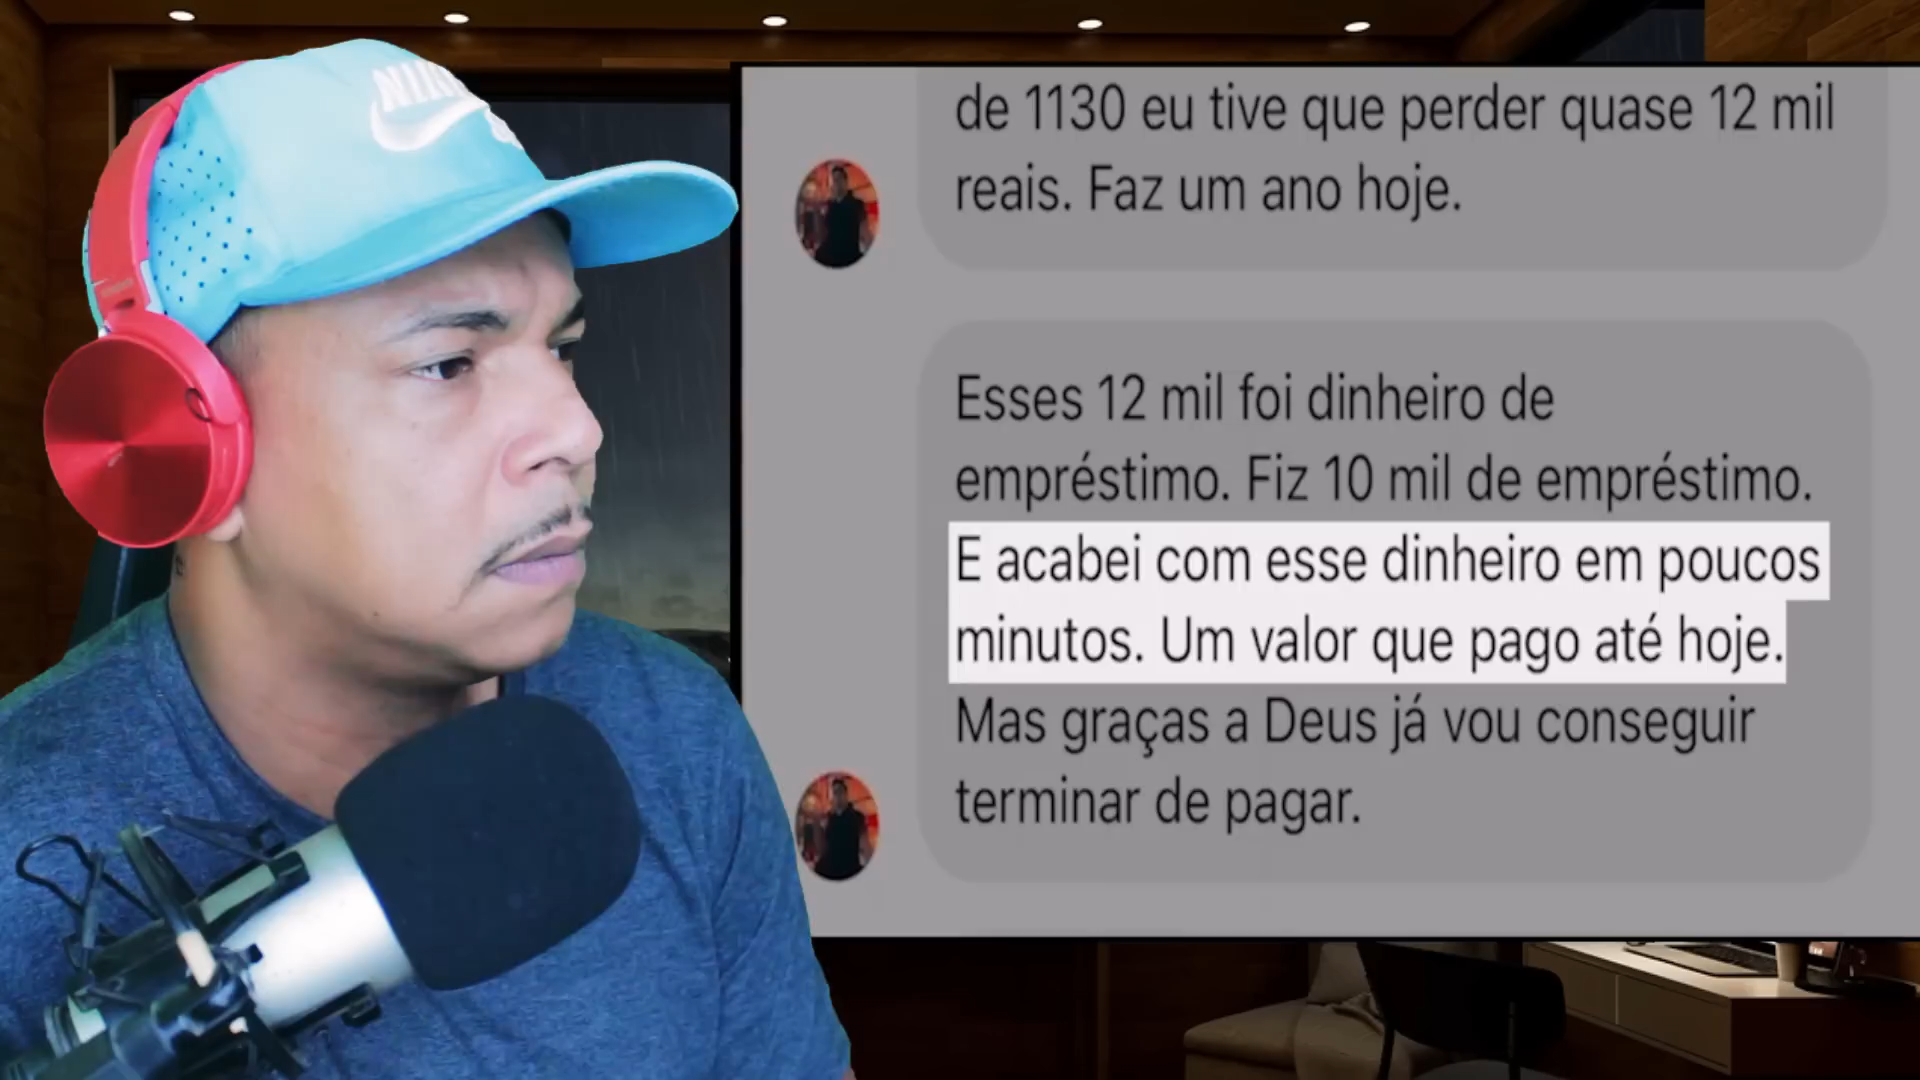 NIKE
de 1130 eu tive que perder quase 12 mil
reais. Faz um ano hoje.
Esses 12 mil foi dinheiro de
empréstimo. Fiz 10 mil de empréstimo.
E acabei com esse dinheiro em poucos
minutos. Um valor que pago até hoje.
Mas graças a Deus já vou conseguir
terminar de pagar.